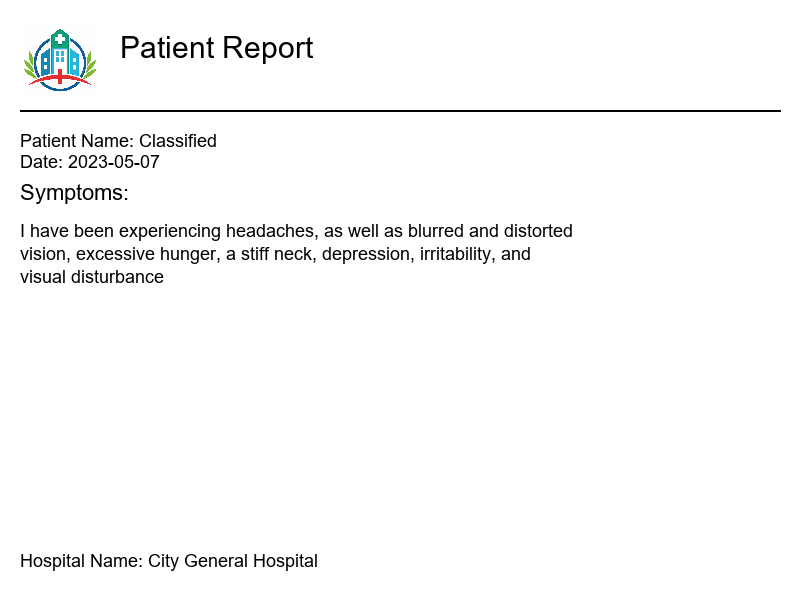 Patient Report
Patient Name: Classified
Date: 2023-05-07
Symptoms:
I have been experiencing headaches, as well as blurred and distorted
vision, excessive hunger, a stiff neck, depression, irritability, and
visual disturbance
Hospital Name: City General Hospital